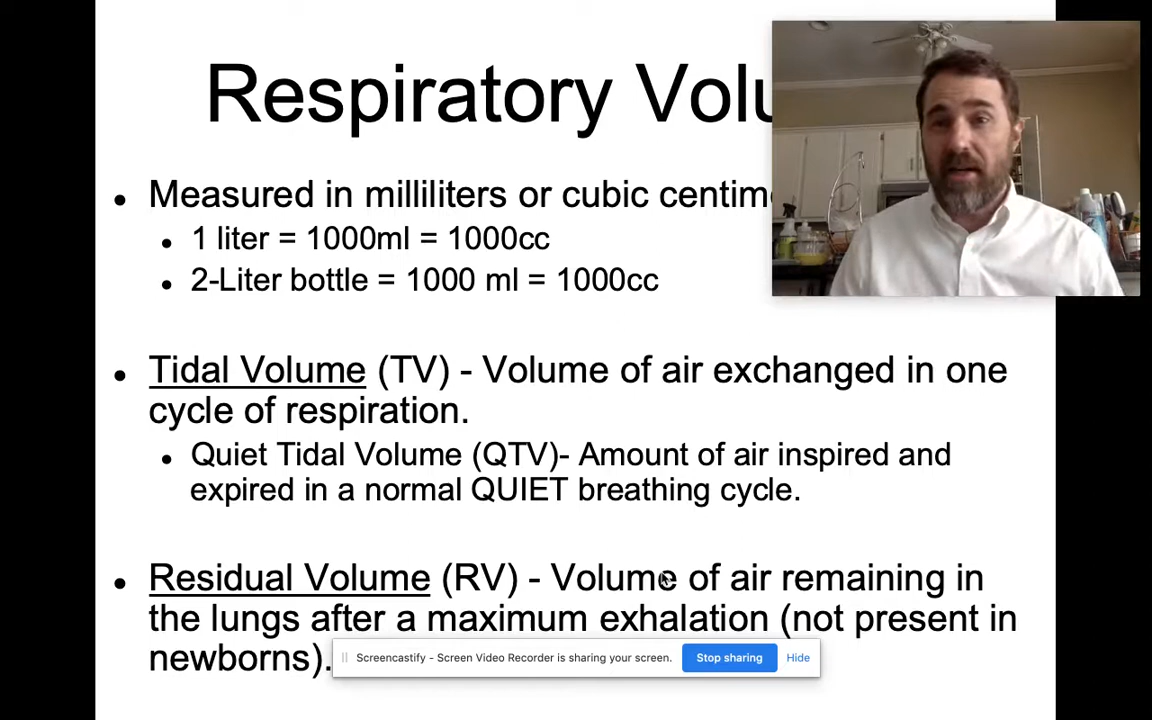 Respiratory Volu
Measured in milliliters or cubic centime
1 liter = 1000ml = 1000cc
2-Liter bottle = 1000 ml = 1000cc
Tidal Volume (TV) - Volume of air exchanged in one
cycle of respiration.
Quiet Tidal Volume (QTV)- Amount of air inspired and
expired in a normal QUIET breathing cycle.
Residual Volume (RV) - Volume of air remaining in
the lungs after a maximum exhalation (not present in
newborns).
Screencastify - Screen Video Recorder is sharing your screen. Stop sharing Hide